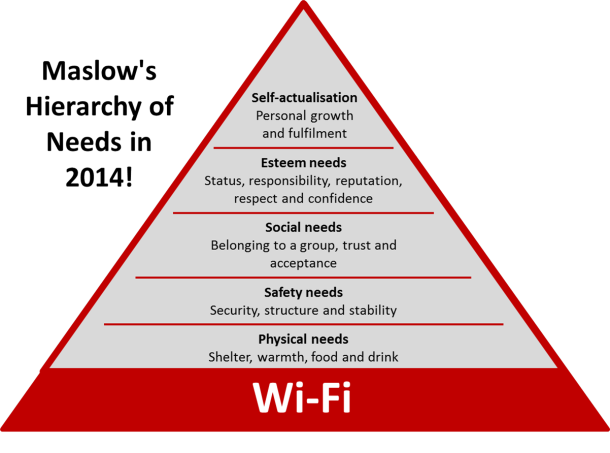 Maslow's
Hierarchy of
Needs in
2014!
Self-actualisation
Personal growth
and fulfilment
Esteem needs
Status, responsibility, reputation,
respect and confidence
Social needs
Belonging to a group, trust and
acceptance
Safety needs
Security, structure and stability
Physical needs
Shelter, warmth, food and drink
Wi-Fi